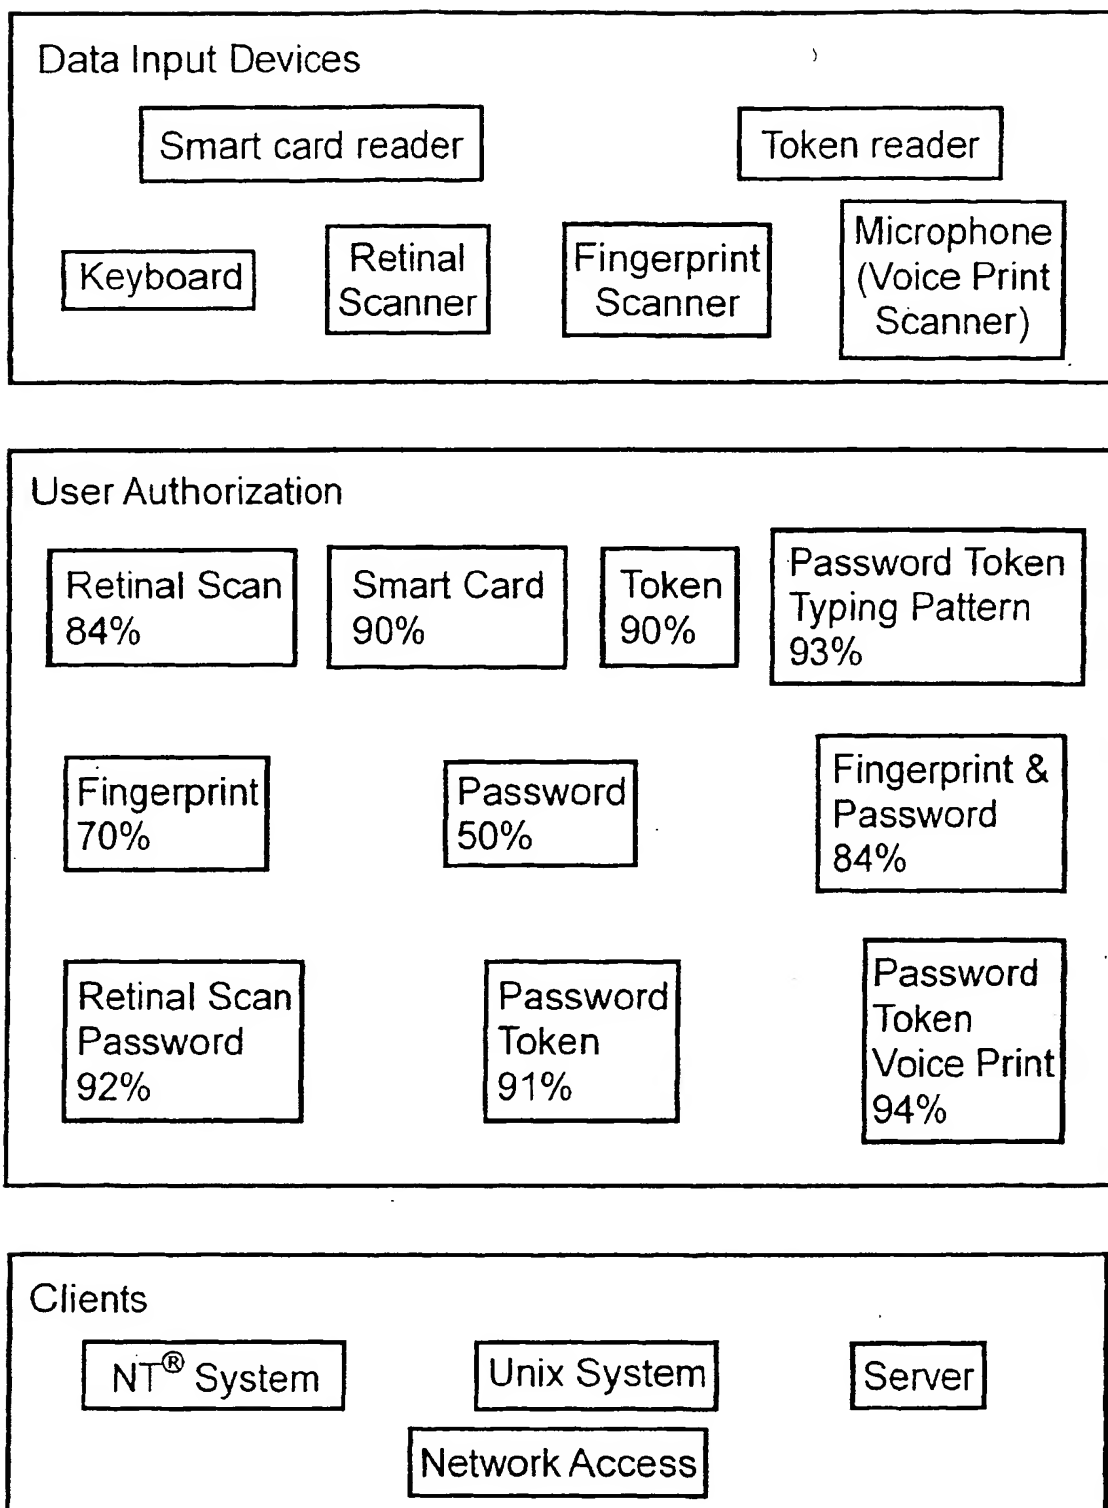 Data Input Devices
Smart card reader
Token reader
Keyboard
Retinal
Scanner
Fingerprint
Scanner
Microphone
(Voice Print
Scanner)
User Authorization
Retinal Scan
84%
Smart Card
90%
Token
90%
Password Token
Typing Pattern
93%
Fingerprint
70%
Password
50%
Fingerprint &
Password
84%
Retinal Scan
Password
92%
Password
Token
91%
Password
Token
Voice Print
94%
Clients
NT® System
Unix System
Server
Network Access